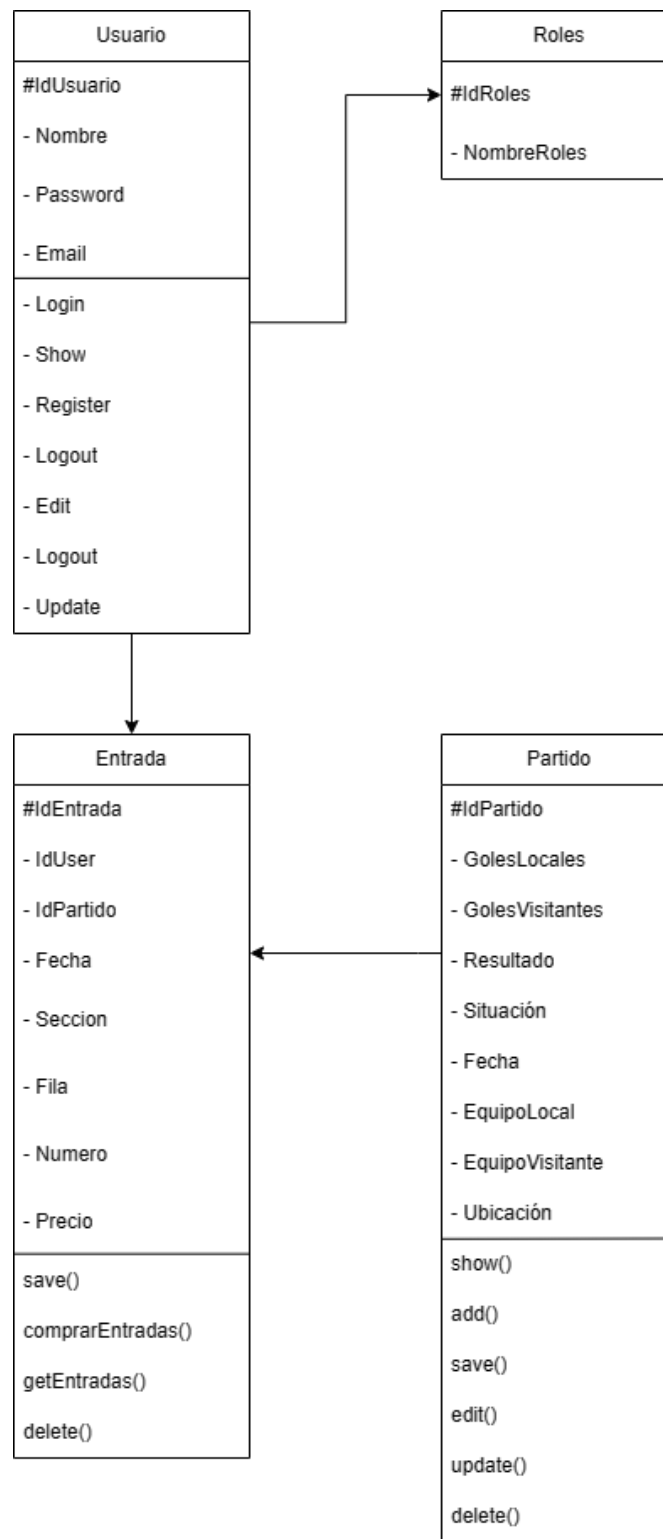 Usuario
#IdUsuario
- Nombre
- Password
- Email
- Login
- Show
- Register
- Logout
- Edit
- Logout
- Update
Roles
#IdRoles
- NombreRoles
Entrada
#IdEntrada
- IdUser
- IdPartido
- Fecha
- Seccion
- Fila
- Numero
- Precio
save()
comprarEntradas()
getEntradas()
delete()
Partido
#IdPartido
- GolesLocales
- GolesVisitantes
- Resultado
- Situación
- Fecha
- EquipoLocal
- EquipoVisitante
- Ubicación
show()
add()
save()
edit()
update()
delete()